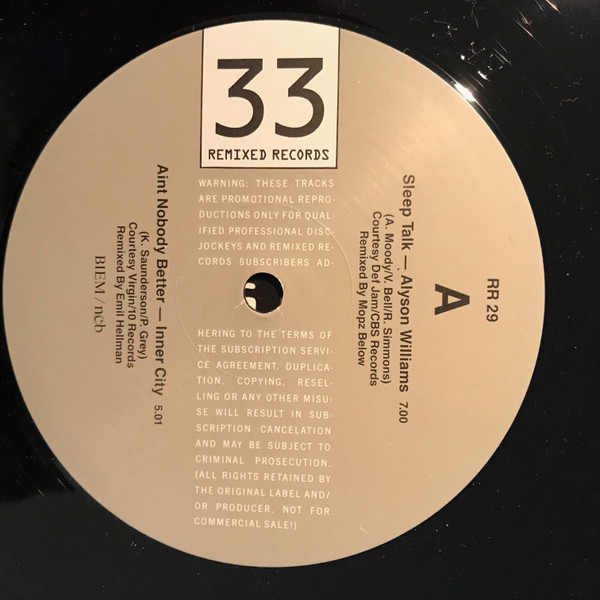 33
REMIXED RECORDS
WARNING: THESE TRACKS
ARE PROMOTIONAL REPRO-
DUCTIONS ONLY FOR QUAL-
IFIED PROFESSIONAL DISC
JOCKEYS AND REMIXED RE-
CORDS SUBSCRIBERS AD-
HERING TO THE TERMS OF
THE SUBSCRIPTION SERVI-
CE AGREEMENT. DUPLICA-
TION, COPYING, RESEL-
LING OR ANY OTHER MISU-
SE WILL RESULT IN SUB-
SCRIPTION CANCELATION
AND MAY BE SUBJECT TO
CRIMINAL PROSECUTION.
(ALL RIGHTS RETAINED BY
THE ORIGINAL LABEL AND/
OR PRODUCER, NOT FOR
COMMERCIAL SALE!)
RR 29
A
Sleep Talk — Alyson Williams 7.00
(A. Moody/V. Bell/R. Simmons)
Courtesy Def Jam/CBS Records
Remixed By Mopz Below
Aint Nobody Better — Inner City 5.01
(K. Saunderson/P. Grey)
Courtesy Virgin/10 Records
Remixed By Emil Hellman
BIEM/ncb